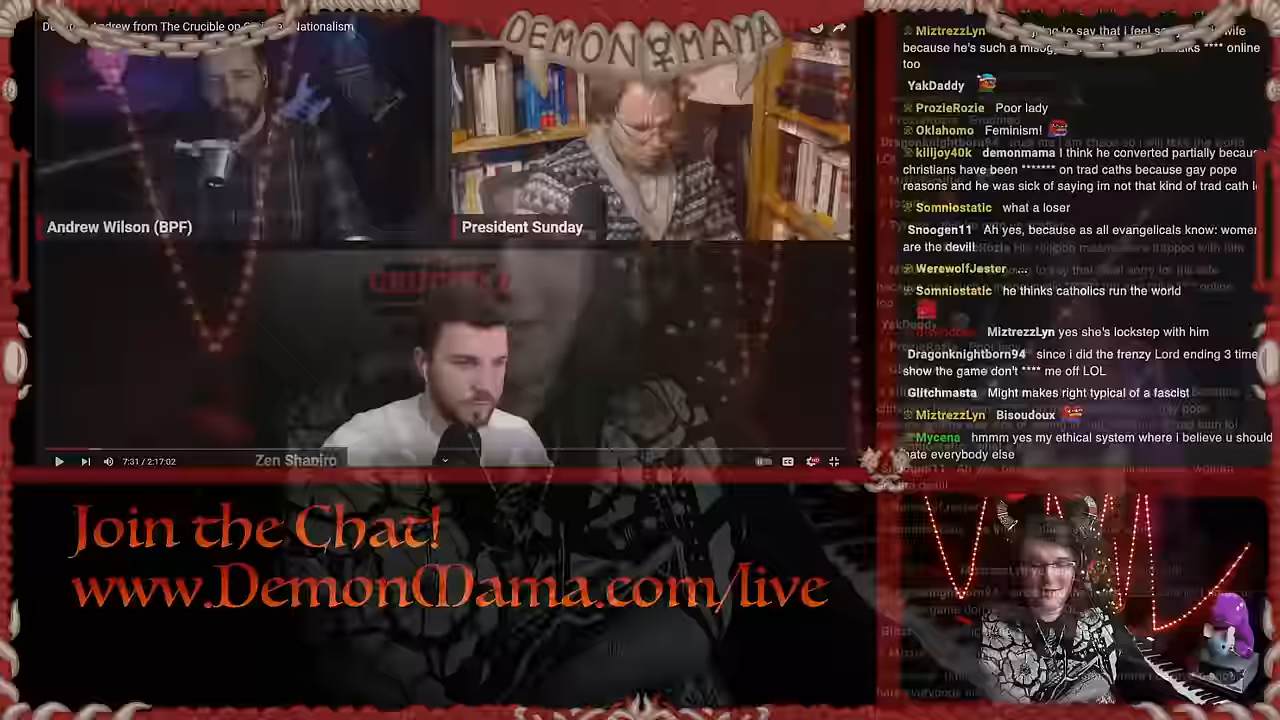 Andrew from The Crucible on
Nationalism
DEMON MAMA
Andrew Wilson (BPF)
President Sunday
7:31 / 2:17:02
Zen Shapiro
Join the Chat!
www.DemonMama.com/live
MiztrezzLyn to say that I feel
because he's such a **** online
too
YakDaddy
ProzieRozie Poor lady
Oklahomo Feminism!
killjoy40k demonmama I think he converted partially
christians have been ******* on trad caths because gay pope
reasons and he was sick of saying im not that kind of trad cath
Somniostatic what a loser
Snoogen11 Ah yes, because as all evangelicals know: women
are the devil
WerewolfJester ...
Somniostatic he thinks catholics run the world
MiztrezzLyn yes she's lockstep with him
Dragonknightborn94 since i did the frenzy Lord ending 3 time
show the game don't **** me off LOL
Glitchmasta Might makes right typical of a fascist
MiztrezzLyn Bisoudoux
Mycena hmmm yes my ethical system where i believe u should
hate everybody else